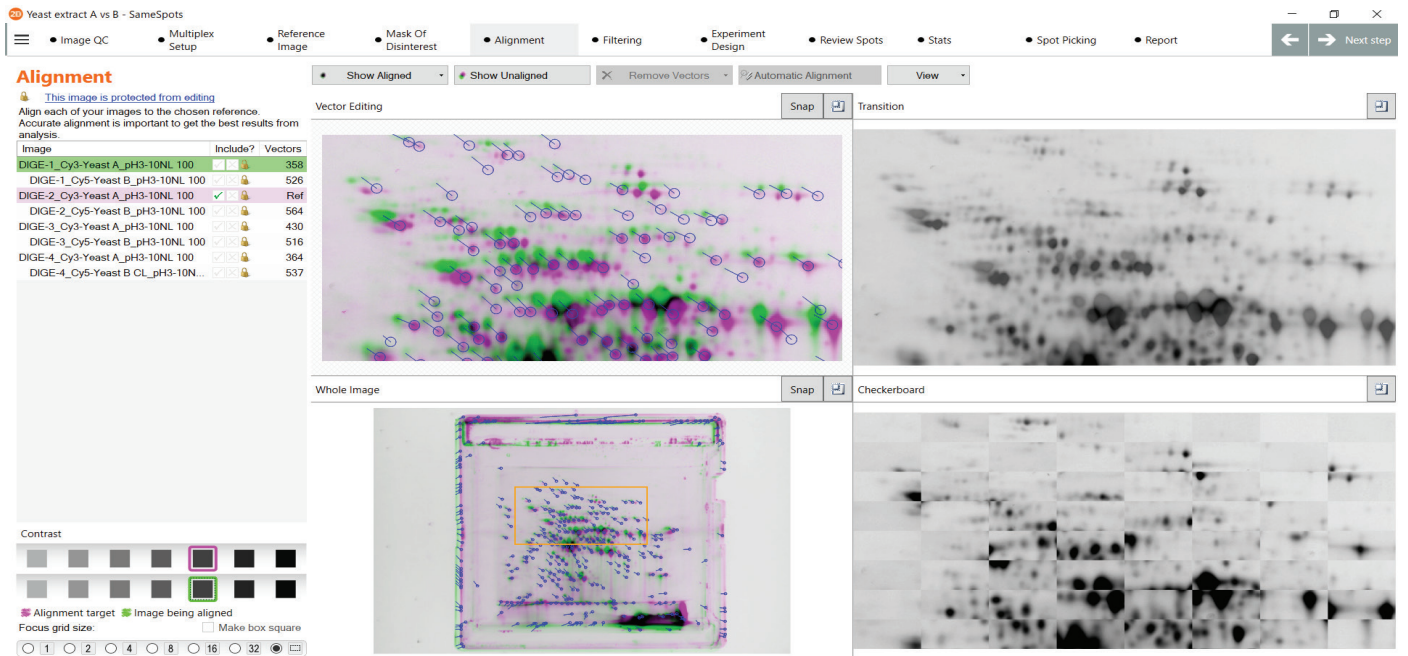 2D Yeast extract A vs B - SameSpots
Image QC
Multiplex
Setup
Reference
Image
Mask Of
Disinterest
Alignment
Filtering
Experiment
Design
Review Spots
Stats
Spot Picking
Report
Next step
Alignment
This image is protected from editing
Align each of your images to the chosen reference.
Accurate alignment is important to get the best results from
analysis.
Image Include? Vectors
DIGE-1_Cy3-Yeast A_pH3-10NL 100 358
DIGE-1_Cy5-Yeast B_pH3-10NL 100 526
DIGE-2_Cy3-Yeast A_pH3-10NL 100 Ref
DIGE-2_Cy5-Yeast B_pH3-10NL 100 564
DIGE-3_Cy3-Yeast A_pH3-10NL 100 430
DIGE-3_Cy5-Yeast B_pH3-10NL 100 516
DIGE-4_Cy3-Yeast A_pH3-10NL 100 364
DIGE-4_Cy5-Yeast B CL_pH3-10N... 537
Contrast
Alignment target Image being aligned
Focus grid size: Make box square
1 2 4 8 16 32
Show Aligned Show Unaligned Remove Vectors Automatic Alignment View
Vector Editing Snap
Transition
Whole Image Snap
Checkerboard